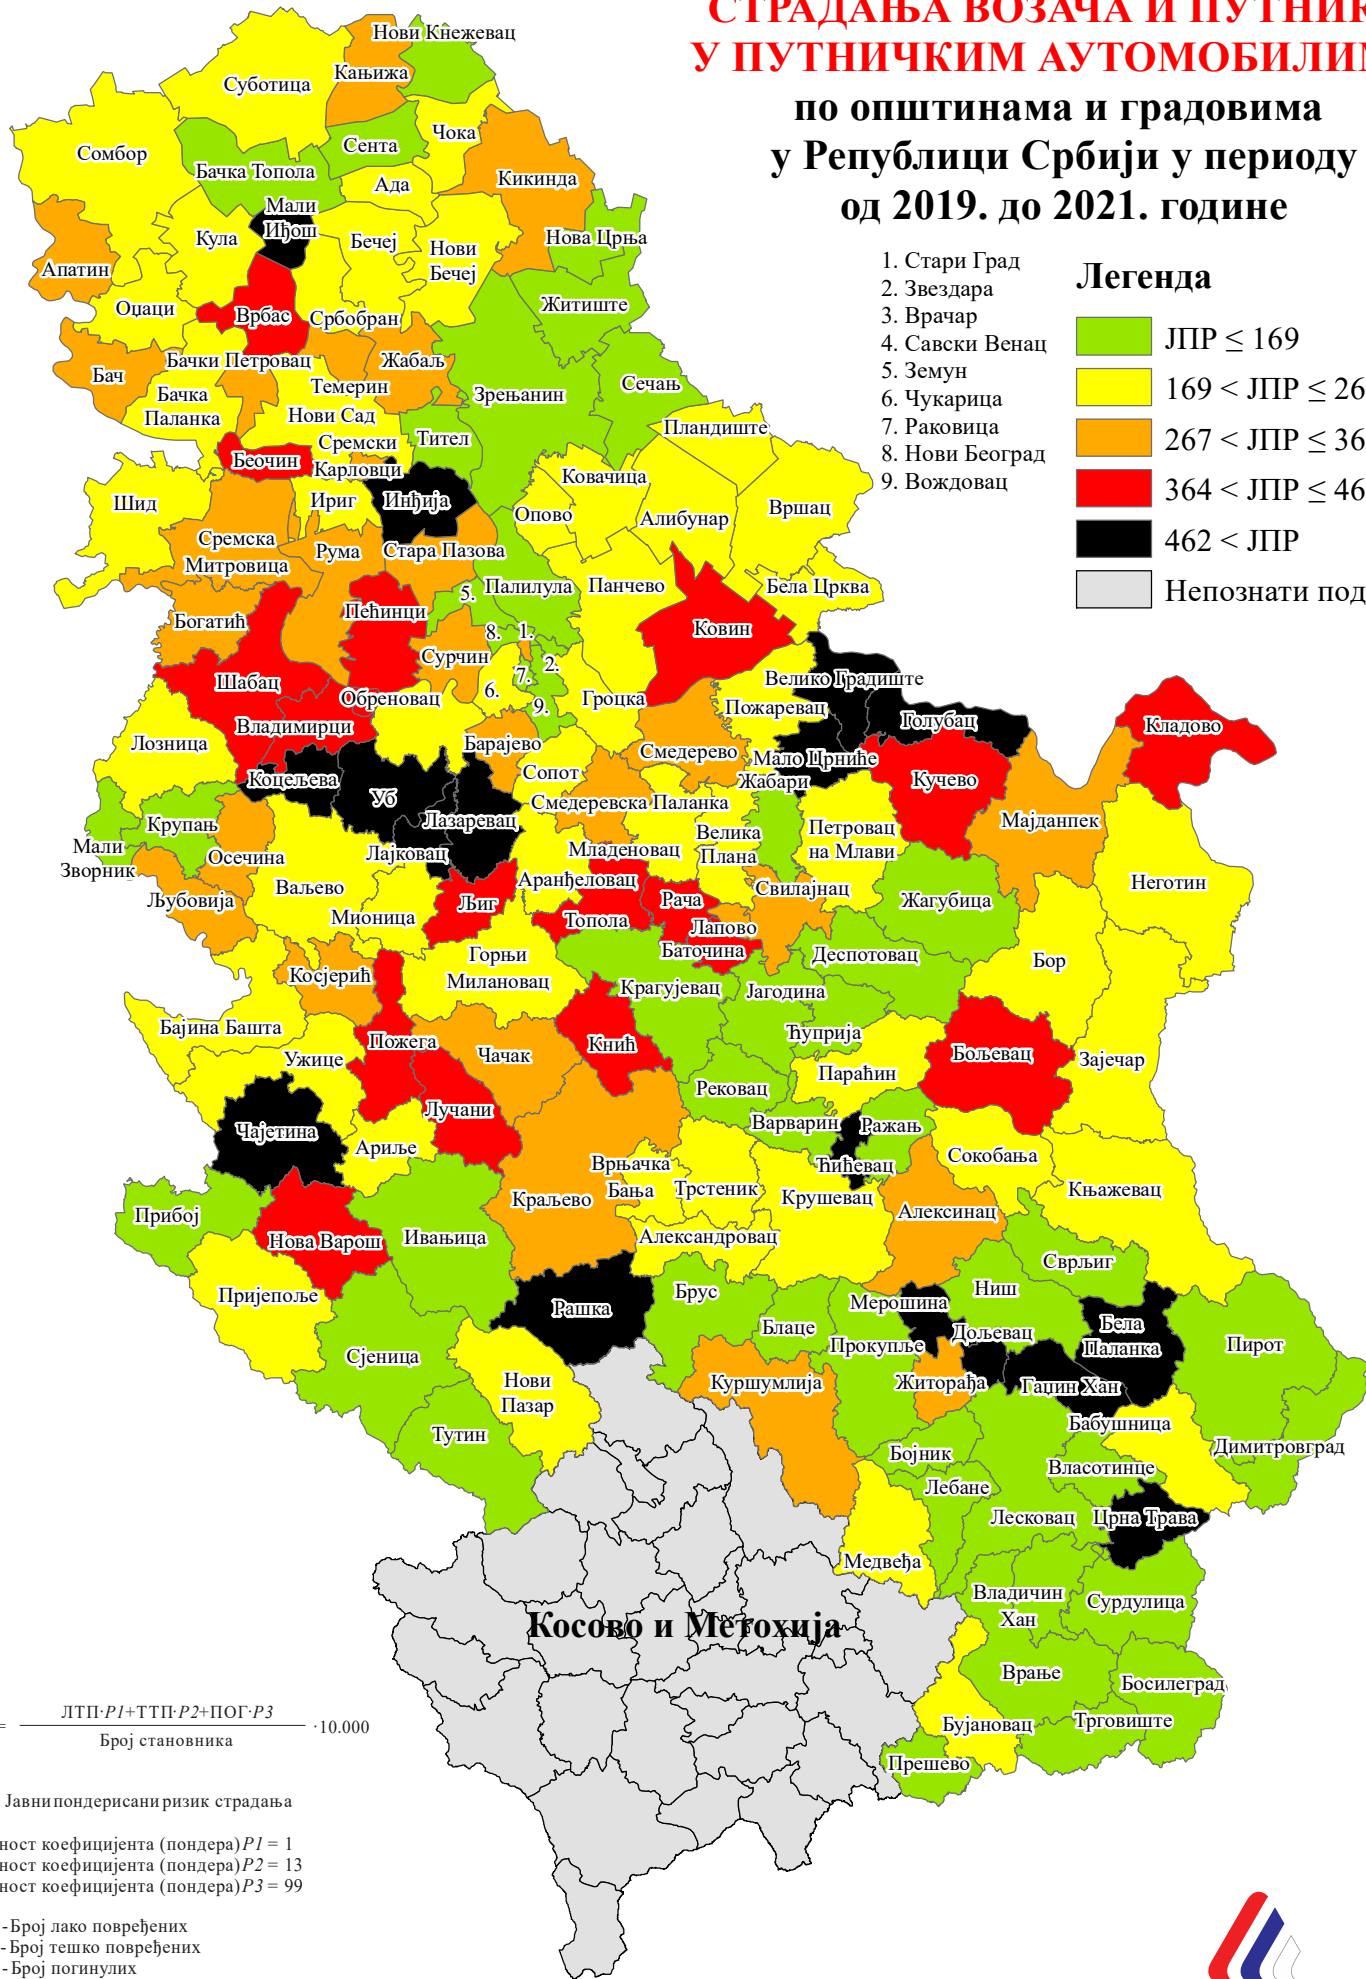 СТРАДАЊА ВОЗАЧА И ПУТНИК
У ПУТНИЧКИМ АУТОМОБИЛИМ
по општинама и градовима
у Републици Србији у периоду
од 2019. до 2021. године
1. Стари Град
2. Звездара
3. Врачар
4. Савски Венац
5. Земун
6. Чукарица
7. Раковица
8. Нови Београд
9. Вождовац
Легенда
ЈПР ≤ 169
169 < ЈПР ≤ 26
267 < ЈПР ≤ 36
364 < ЈПР ≤ 46
462 < ЈПР
Непознати под
Нови Кнежевац
Кањижа
Суботица
Чока
Сента
Сомбор
Бачка Топола
Ада
Кикинда
Мали
Иђош
Кула
Бечеј
Нови
Бечеј
Нова Црња
Апатин
Оџаци
Врбас
Србобран
Житиште
Бач
Бачки Петровац
Жабаљ
Темерин
Бачка
Паланка
Нови Сад
Зрењанин
Сечањ
Сремски
Карловци
Тител
Пландиште
Беочин
Ковачица
Шид
Ириг
Инђија
Опово
Алибунар
Вршац
Сремска
Митровица
Рума
Стара Пазова
Палилула
Панчево
Бела Црква
5.
Богатић
Пећинци
Ковин
8.
1.
Сурчин
2.
7.
6.
9.
Шабац
Обреновац
Гроцка
Велико Градиште
Пожаревац
Голубац
Кладово
Владимирци
Лозница
Барајево
Смедерево
Мало Црниће
Жабари
Кучево
Коцељева
Уб
Сопот
Смедеревска Паланка
Лазаревац
Мајданпек
Крупањ
Мали
Зворник
Осечина
Лајковац
Младеновац
Велика
Плана
Петровац
на Млави
Љубовија
Ваљево
Мионица
Аранђеловац
Свилајнац
Жагубица
Неготин
Љиг
Топола
Рача
Лапово
Баточина
Деспотовац
Бор
Косјерић
Горњи
Милановац
Крагујевац
Јагодина
Бајина Башта
Ужице
Пожега
Чачак
Кнић
Ћуприја
Бољевац
Зајечар
Параћин
Рековац
Лучани
Варварин
Ражањ
Чајетина
Ариље
Ћићевац
Сокобања
Врњачка
Бања
Трстеник
Крушевац
Књажевац
Краљево
Алексинац
Прибој
Нова Варош
Ивањица
Александровац
Сврљиг
Пријепоље
Рашка
Брус
Блаце
Мерошина
Ниш
Прокупље
Дољевац
Бела
Паланка
Пирот
Сјеница
Куршумлија
Житорађа
Гаџин Хан
Нови
Пазар
Тутин
Бабушница
Бојник
Власотинце
Димитровград
Лебане
Лесковац
Црна Трава
Медвеђа
Владичин
Хан
Сурдулица
Косово и Метохија
Врање
Босилеград
Бујановац
Трговиште
Прешево
= ЛТП·P1+ТТП·P2+ПОГ·P3 ·10.000
Број становника
Јавни пондерисани ризик страдања
ност коефицијента (пондера) P1 = 1
ност коефицијента (пондера) P2 = 13
ност коефицијента (пондера) P3 = 99
-Број лако повређених
-Број тешко повређених
-Број погинулих